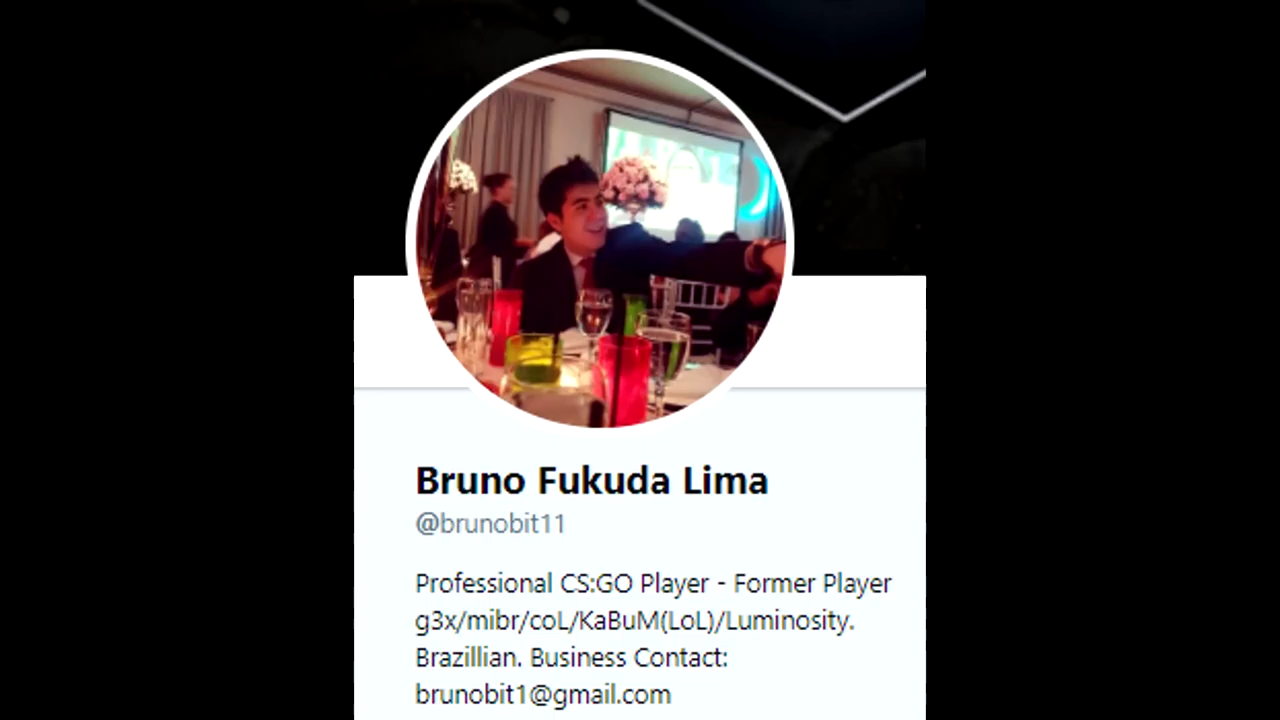 Bruno Fukuda Lima
@brunobit11
Professional CS:GO Player - Former Player
g3x/mibr/coL/KaBuM(LoL)/Luminosity.
Brazillian. Business Contact:
brunobit1@gmail.com